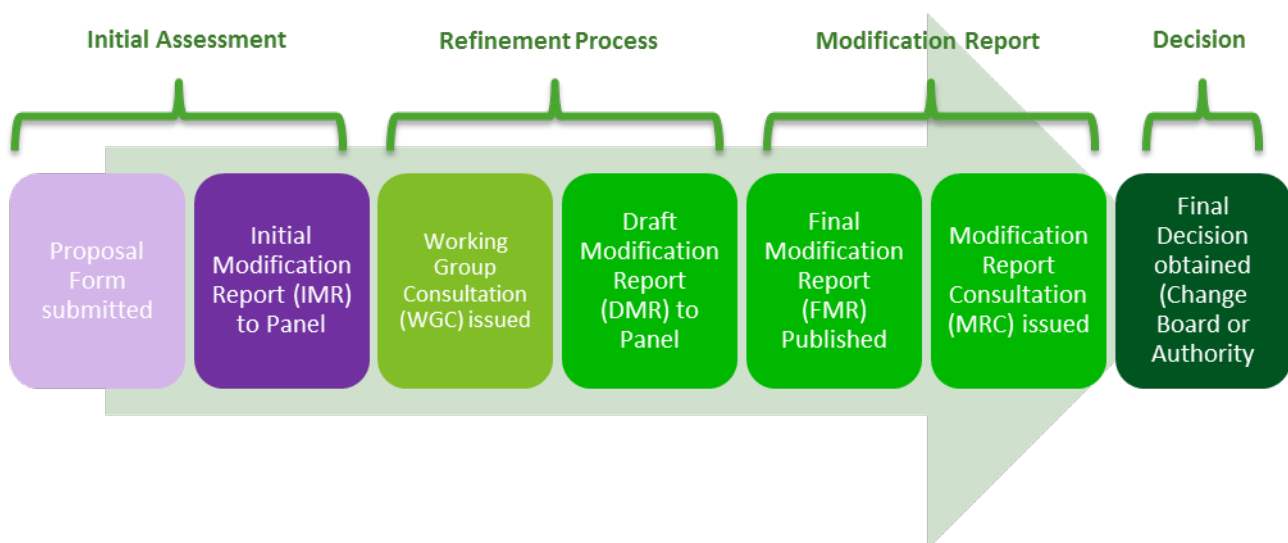 Initial Assessment
Refinement Process
Modification Report
Decision
Proposal
Form
submitted
Initial
Modification
Report (IMR)
to Panel
Working
Group
Consultation
(WGC) issued
Draft
Modification
Report
(DMR) to
Panel
Final
Modification
Report
(FMR)
Published
Modification
Report
Consultation
(MRC) issued
Final
Decision
obtained
(Change
Board or
Authority